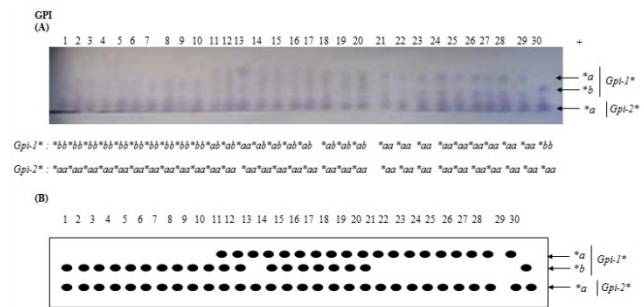 GPI
(A)
1 2 3 4 5 6 7 8 9 10 11 12 13 14 15 16 17 18 19 20 21 22 23 24 25 26 27 28 29 30 +
*a
Gpi-1*
*b
*a Gpi-2*
Gpi-1* : *bb*bb*bb*bb*bb*bb*bb*bb*bb*ab*ab*aa*ab*ab*ab*ab *ab*ab*ab *aa *aa *aa *aa*aa*aa *aa *aa *aa *bb
Gpi-2* : *aa*aa*aa*aa*aa*aa*aa*aa*aa*aa*aa *aa*aa*aa*aa*aa *aa*aa*aa *aa *aa *aa *aa*aa*aa *aa *aa *aa *aa
(B)
1 2 3 4 5 6 7 8 9 10 11 12 13 14 15 16 17 18 19 20 21 22 23 24 25 26 27 28 29 30
*a
Gpi-1*
*b
*a Gpi-2*